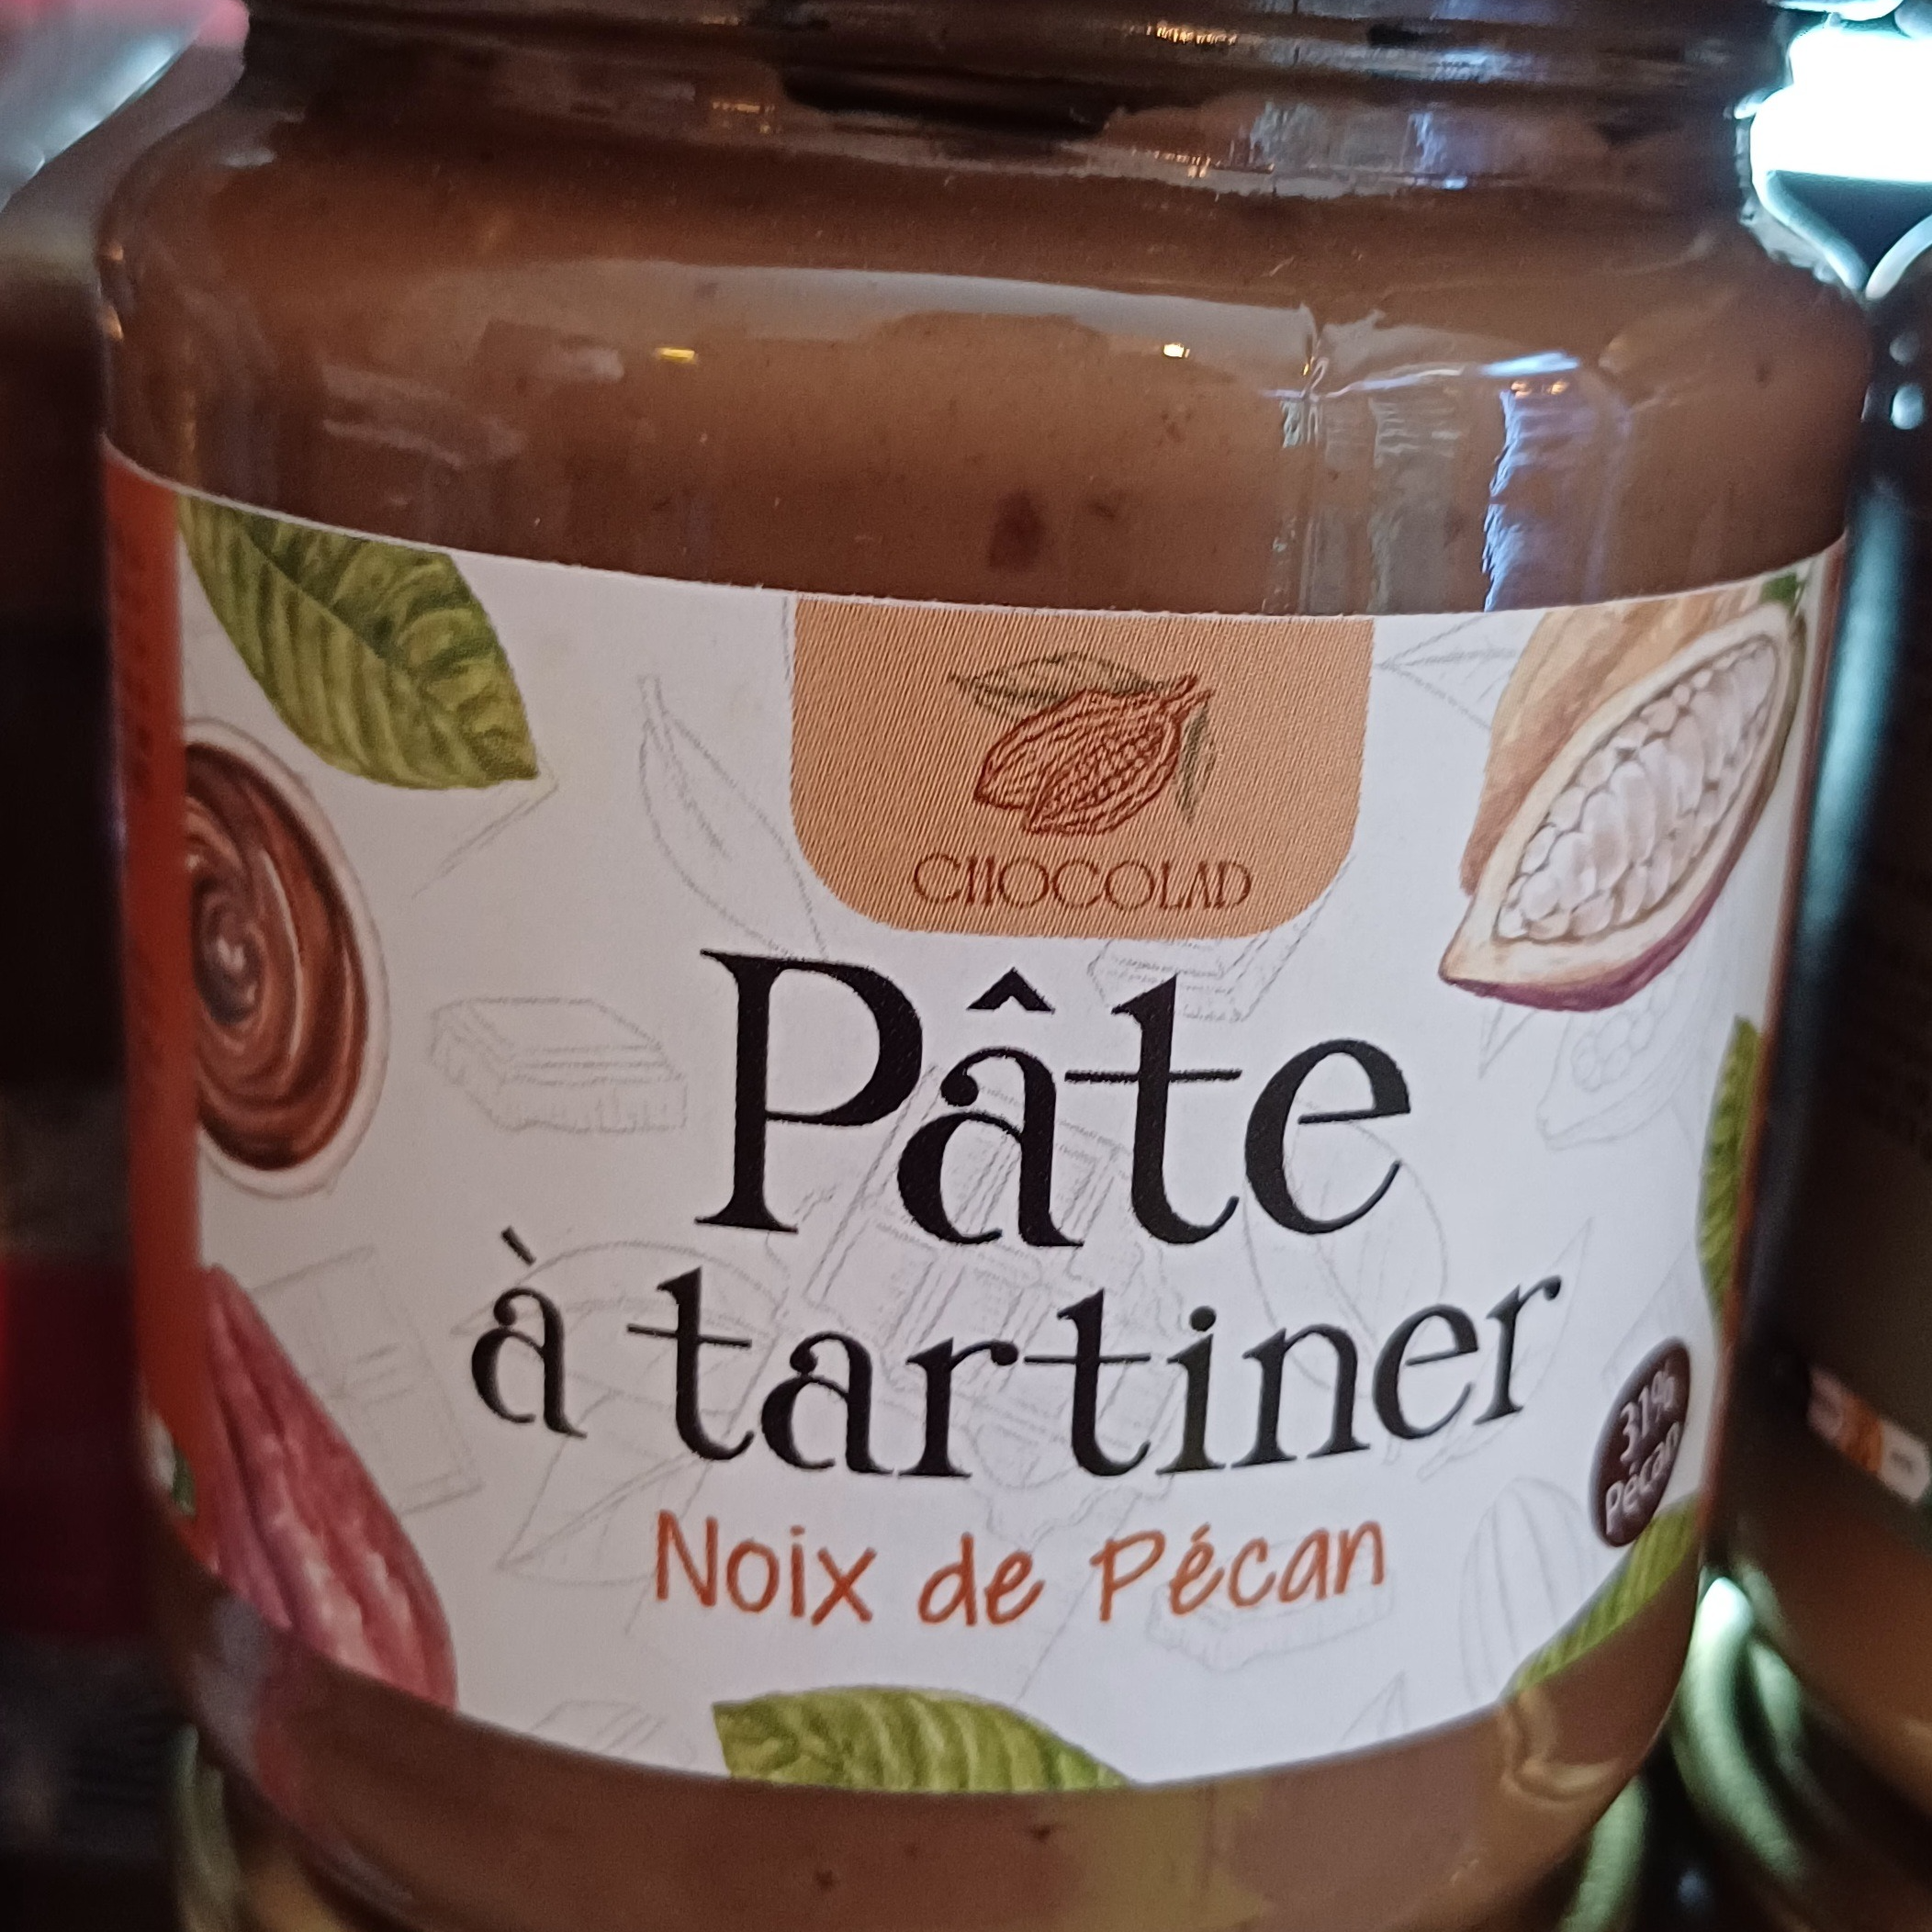 CHOCOLAD
Pâte
à tartiner
31%
Pécan
Noix de Pécan